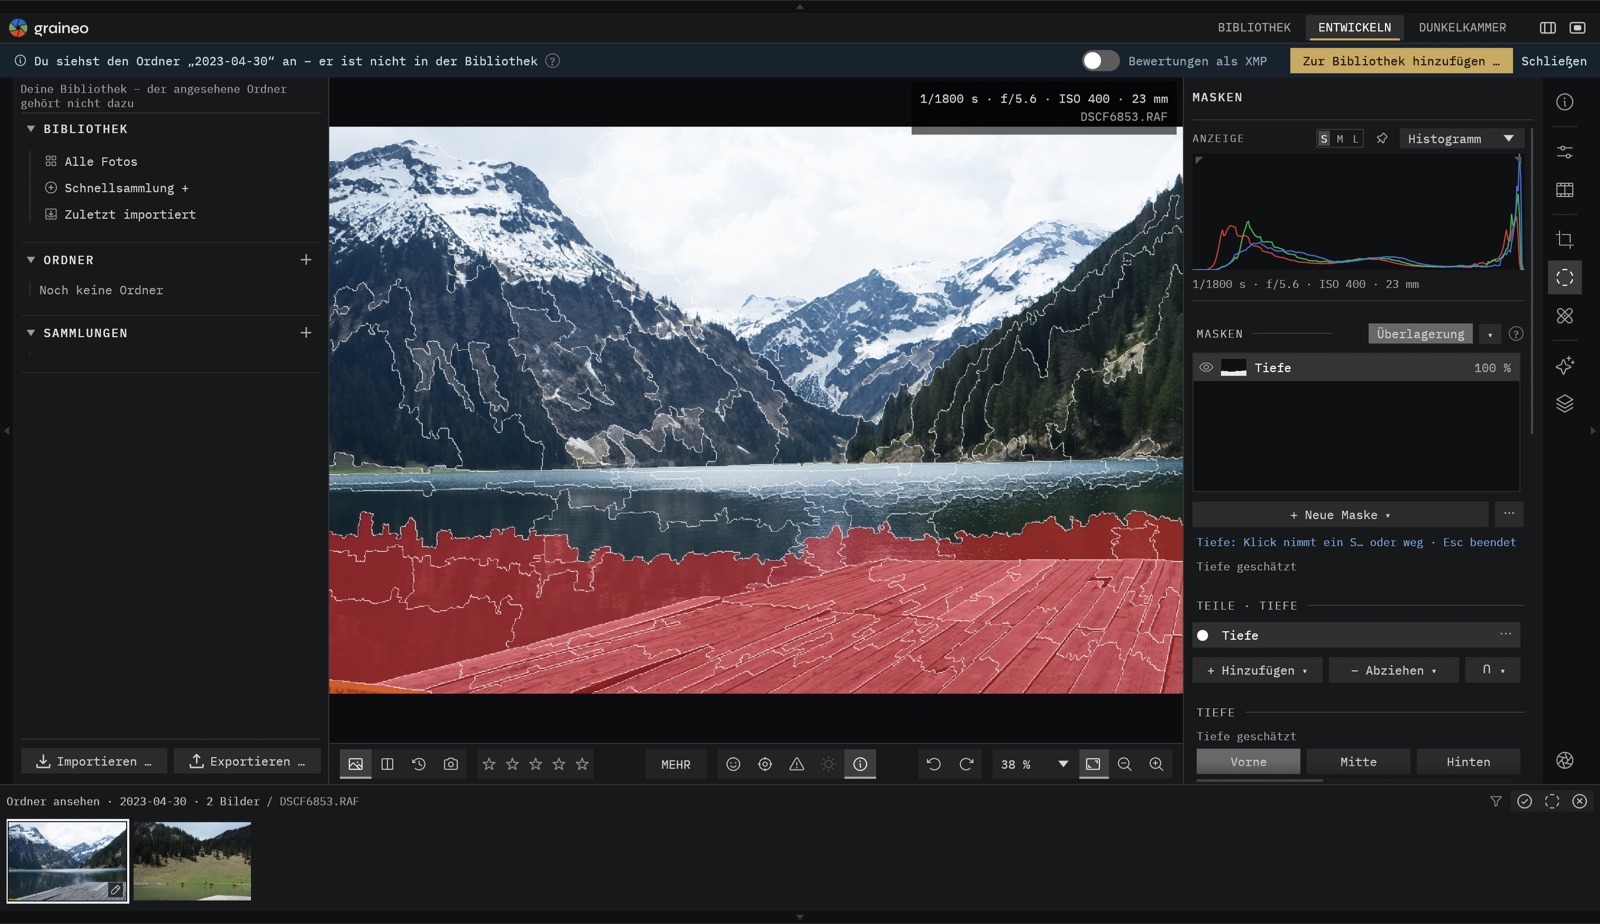 graineo
BIBLIOTHEK ENTWICKELN DUNKELKAMMER
Du siehst den Ordner „2023-04-30“ an – er ist nicht in der Bibliothek ?
Bewertungen als XMP
Zur Bibliothek hinzufügen …
Schließen
Deine Bibliothek – der angesehene Ordner
gehört nicht dazu
BIBLIOTHEK
Alle Fotos
Schnellsammlung +
Zuletzt importiert
ORDNER +
Noch keine Ordner
SAMMLUNGEN +
Importieren …
Exportieren …
1/1800 s · f/5.6 · ISO 400 · 23 mm
DSCF6853.RAF
MEHR
38 %
MASKEN
ANZEIGE S M L Histogramm
1/1800 s · f/5.6 · ISO 400 · 23 mm
MASKEN Überlagerung ?
Tiefe 100 %
+ Neue Maske …
Tiefe: Klick nimmt ein S… oder weg · Esc beendet
Tiefe geschätzt
TEILE · TIEFE
Tiefe …
+ Hinzufügen − Abziehen ∩
TIEFE
Tiefe geschätzt
Vorne Mitte Hinten
Ordner ansehen · 2023-04-30 · 2 Bilder / DSCF6853.RAF